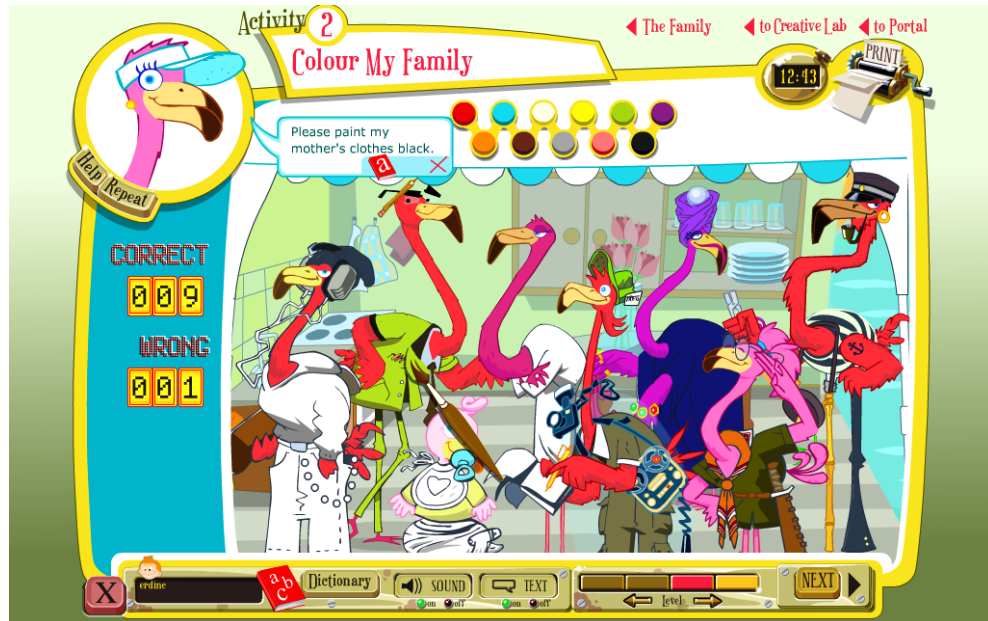 Activity 2
Colour My Family
The Family
to Creative Lab
to Portal
12:43
PRINT
Please paint my
mother's clothes black.
a
Help
Repeat
CORRECT
009
WRONG
001
X
erdinc
a b c
Dictionary
SOUND
on off
TEXT
on off
Level
NEXT